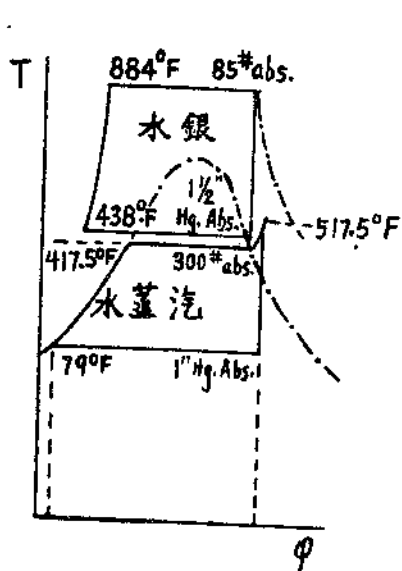 T
884°F 85# abs.
水銀
1½"
438°F Hg. Abs.
517.5°F
417.5°F 300# abs.
水蒸汽
79°F 1" Hg. Abs.
φ